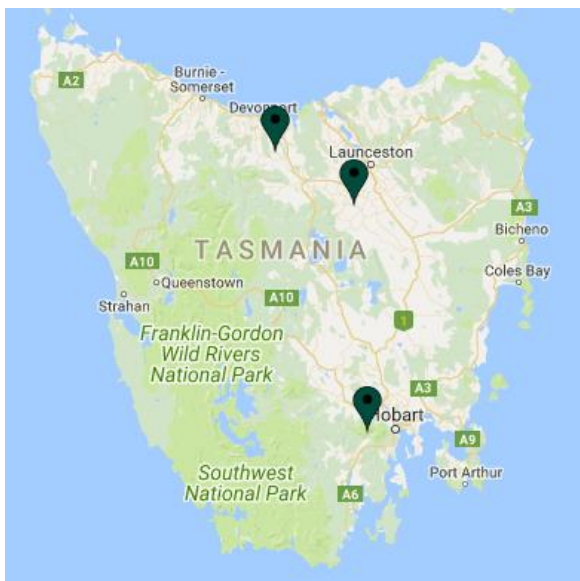 Burnie -
Somerset
A2
Devonport
Launceston
A3
Bicheno
TASMANIA
A10
Queenstown
Coles Bay
Strahan
A10
1
Franklin-Gordon
Wild Rivers
National Park
A3
Hobart
A9
Southwest
National Park
Port Arthur
A6